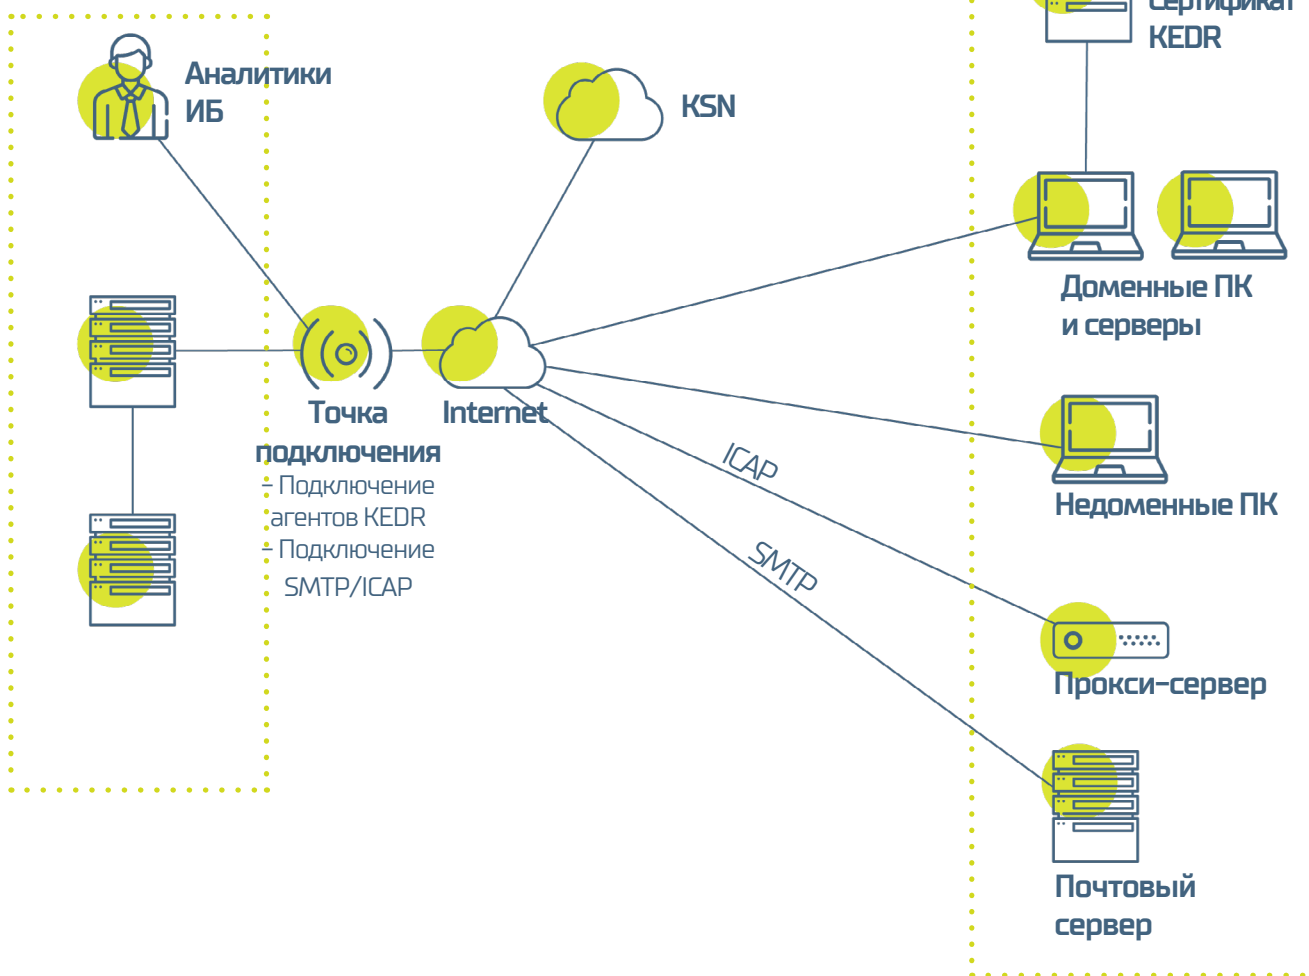 Сертификат
KEDR
Аналитики
ИБ
KSN
Доменные ПК
и серверы
Точка
подключения
– Подключение
агентов KEDR
– Подключение
SMTP/ICAP
Internet
ICAP
SMTP
Недоменные ПК
Прокси-сервер
Почтовый
сервер